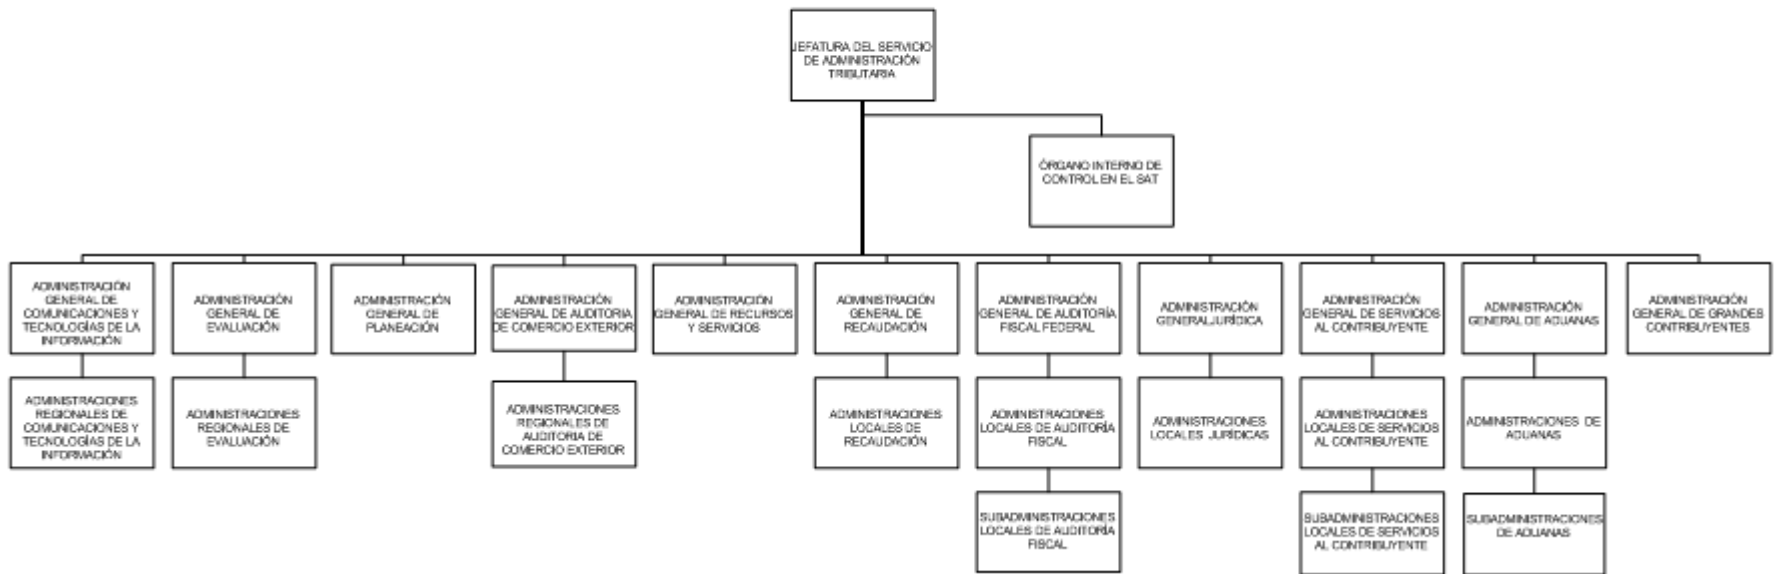 JEFATURA DEL SERVICIO
DE ADMINISTRACIÓN
TRIBUTARIA
ÓRGANO INTERNO DE
CONTROL EN EL SAT
ADMINISTRACIÓN
GENERAL DE
COMUNICACIONES Y
TECNOLOGÍAS DE LA
INFORMACIÓN
ADMINISTRACIÓN
GENERAL DE
EVALUACIÓN
ADMINISTRACIÓN
GENERAL DE
PLANEACIÓN
ADMINISTRACIÓN
GENERAL DE AUDITORIA
DE COMERCIO EXTERIOR
ADMINISTRACIÓN
GENERAL DE RECURSOS
Y SERVICIOS
ADMINISTRACIÓN
GENERAL DE
RECAUDACIÓN
ADMINISTRACIÓN
GENERAL DE AUDITORÍA
FISCAL FEDERAL
ADMINISTRACIÓN
GENERAL JURÍDICA
ADMINISTRACIÓN
GENERAL DE SERVICIOS
AL CONTRIBUYENTE
ADMINISTRACIÓN
GENERAL DE ADUANAS
ADMINISTRACIÓN
GENERAL DE GRANDES
CONTRIBUYENTES
ADMINISTRACIONES
REGIONALES DE
COMUNICACIONES Y
TECNOLOGÍAS DE LA
INFORMACIÓN
ADMINISTRACIONES
REGIONALES DE
EVALUACIÓN
ADMINISTRACIONES
REGIONALES DE
AUDITORIA DE
COMERCIO EXTERIOR
ADMINISTRACIONES
LOCALES DE
RECAUDACIÓN
ADMINISTRACIONES
LOCALES DE AUDITORÍA
FISCAL
ADMINISTRACIONES
LOCALES JURÍDICAS
ADMINISTRACIONES
LOCALES DE SERVICIOS
AL CONTRIBUYENTE
ADMINISTRACIONES DE
ADUANAS
SUBADMINISTRACIONES
LOCALES DE AUDITORÍA
FISCAL
SUBADMINISTRACIONES
LOCALES DE SERVICIOS
AL CONTRIBUYENTE
SUBADMINISTRACIONES
DE ADUANAS